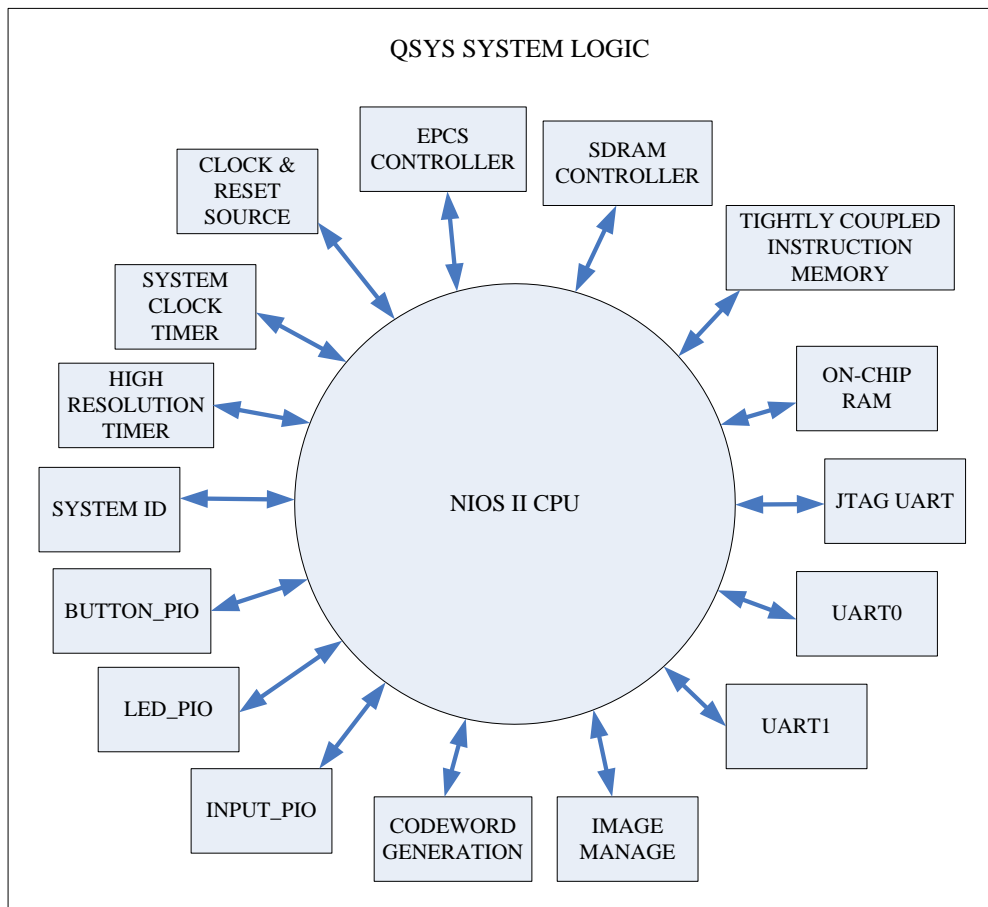 QSYS SYSTEM LOGIC
EPCS
CONTROLLER
SDRAM
CONTROLLER
CLOCK &
RESET
SOURCE
TIGHTLY COUPLED
INSTRUCTION
MEMORY
SYSTEM
CLOCK
TIMER
HIGH
RESOLUTION
TIMER
ON-CHIP
RAM
SYSTEM ID
NIOS II CPU
JTAG UART
BUTTON_PIO
UART0
LED_PIO
UART1
INPUT_PIO
CODEWORD
GENERATION
IMAGE
MANAGE